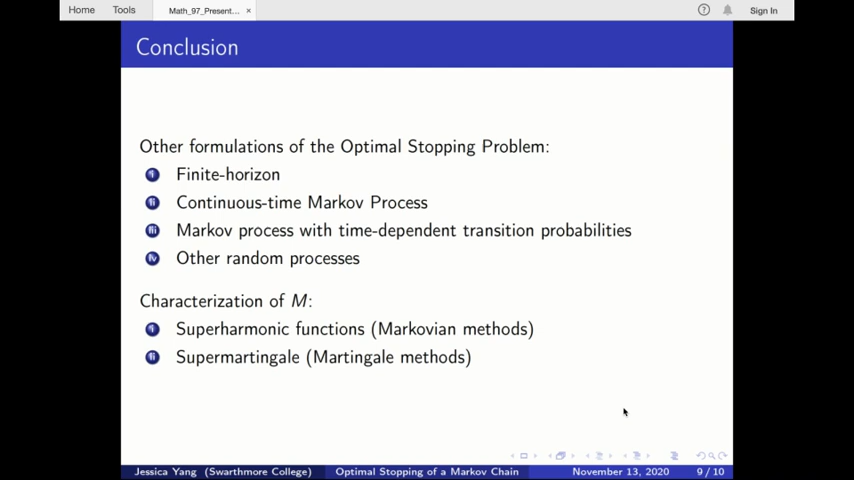 Home Tools Math_97_Present... × Sign In
Conclusion
Other formulations of the Optimal Stopping Problem:
i Finite-horizon
ii Continuous-time Markov Process
iii Markov process with time-dependent transition probabilities
iv Other random processes
Characterization of M:
i Superharmonic functions (Markovian methods)
ii Supermartingale (Martingale methods)
Jessica Yang (Swarthmore College) Optimal Stopping of a Markov Chain November 13, 2020 9 / 10